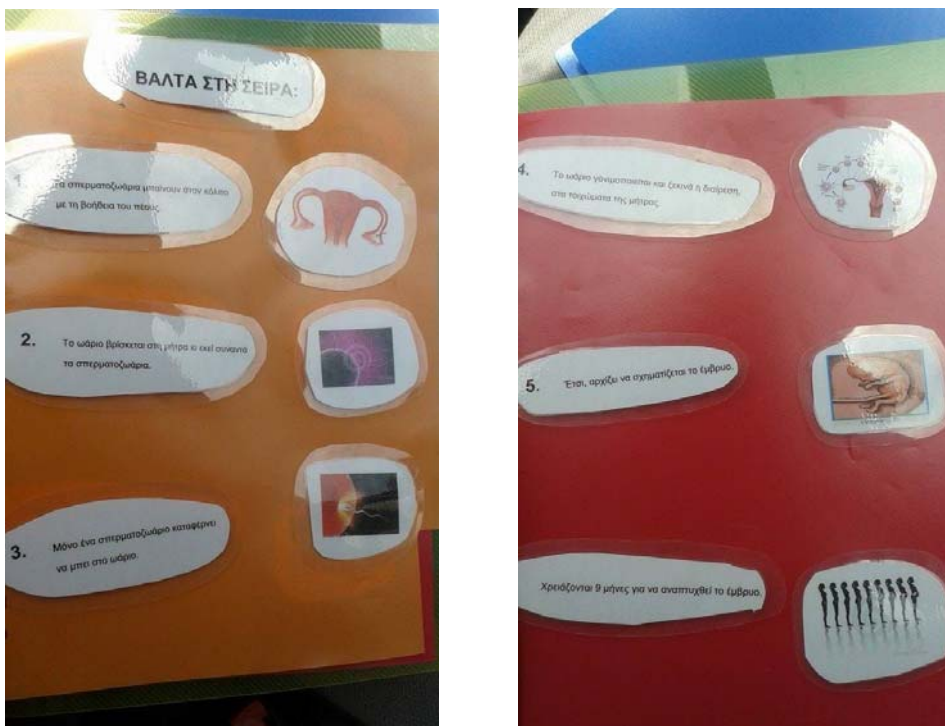 ΒΑΛΤΑ ΣΤΗ ΣΕΙΡΑ:
1. Τα σπερματοζωάρια μπαίνουν στον κόλπο
με τη βοήθεια του πέους.
2. Το ωάριο βρίσκεται στη μήτρα κι εκεί συναντά
τα σπερματοζωάρια.
3. Μόνο ένα σπερματοζωάριο καταφέρνει
να μπει στο ωάριο.
4. Το ωάριο γονιμοποιείται και ξεκινά η διαίρεση,
στα τοιχώματα της μήτρας.
5. Έτσι, αρχίζει να σχηματίζεται το έμβρυο.
Χρειάζονται 9 μήνες για να αναπτυχθεί το έμβρυο.